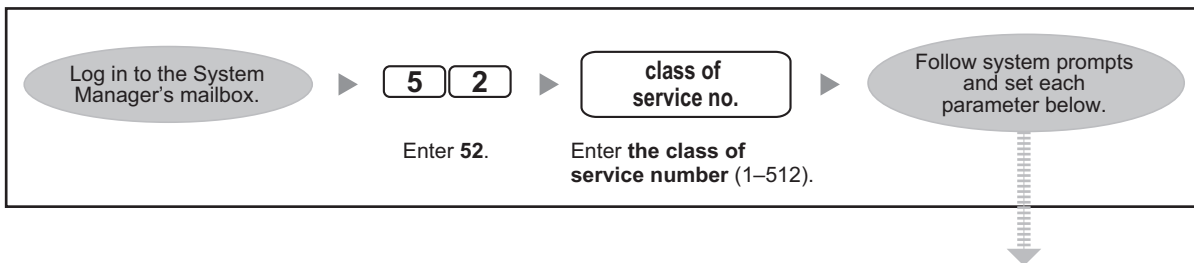 Log in to the System
Manager's mailbox.
5 2
Enter 52.
class of
service no.
Enter the class of
service number (1–512).
Follow system prompts
and set each
parameter below.